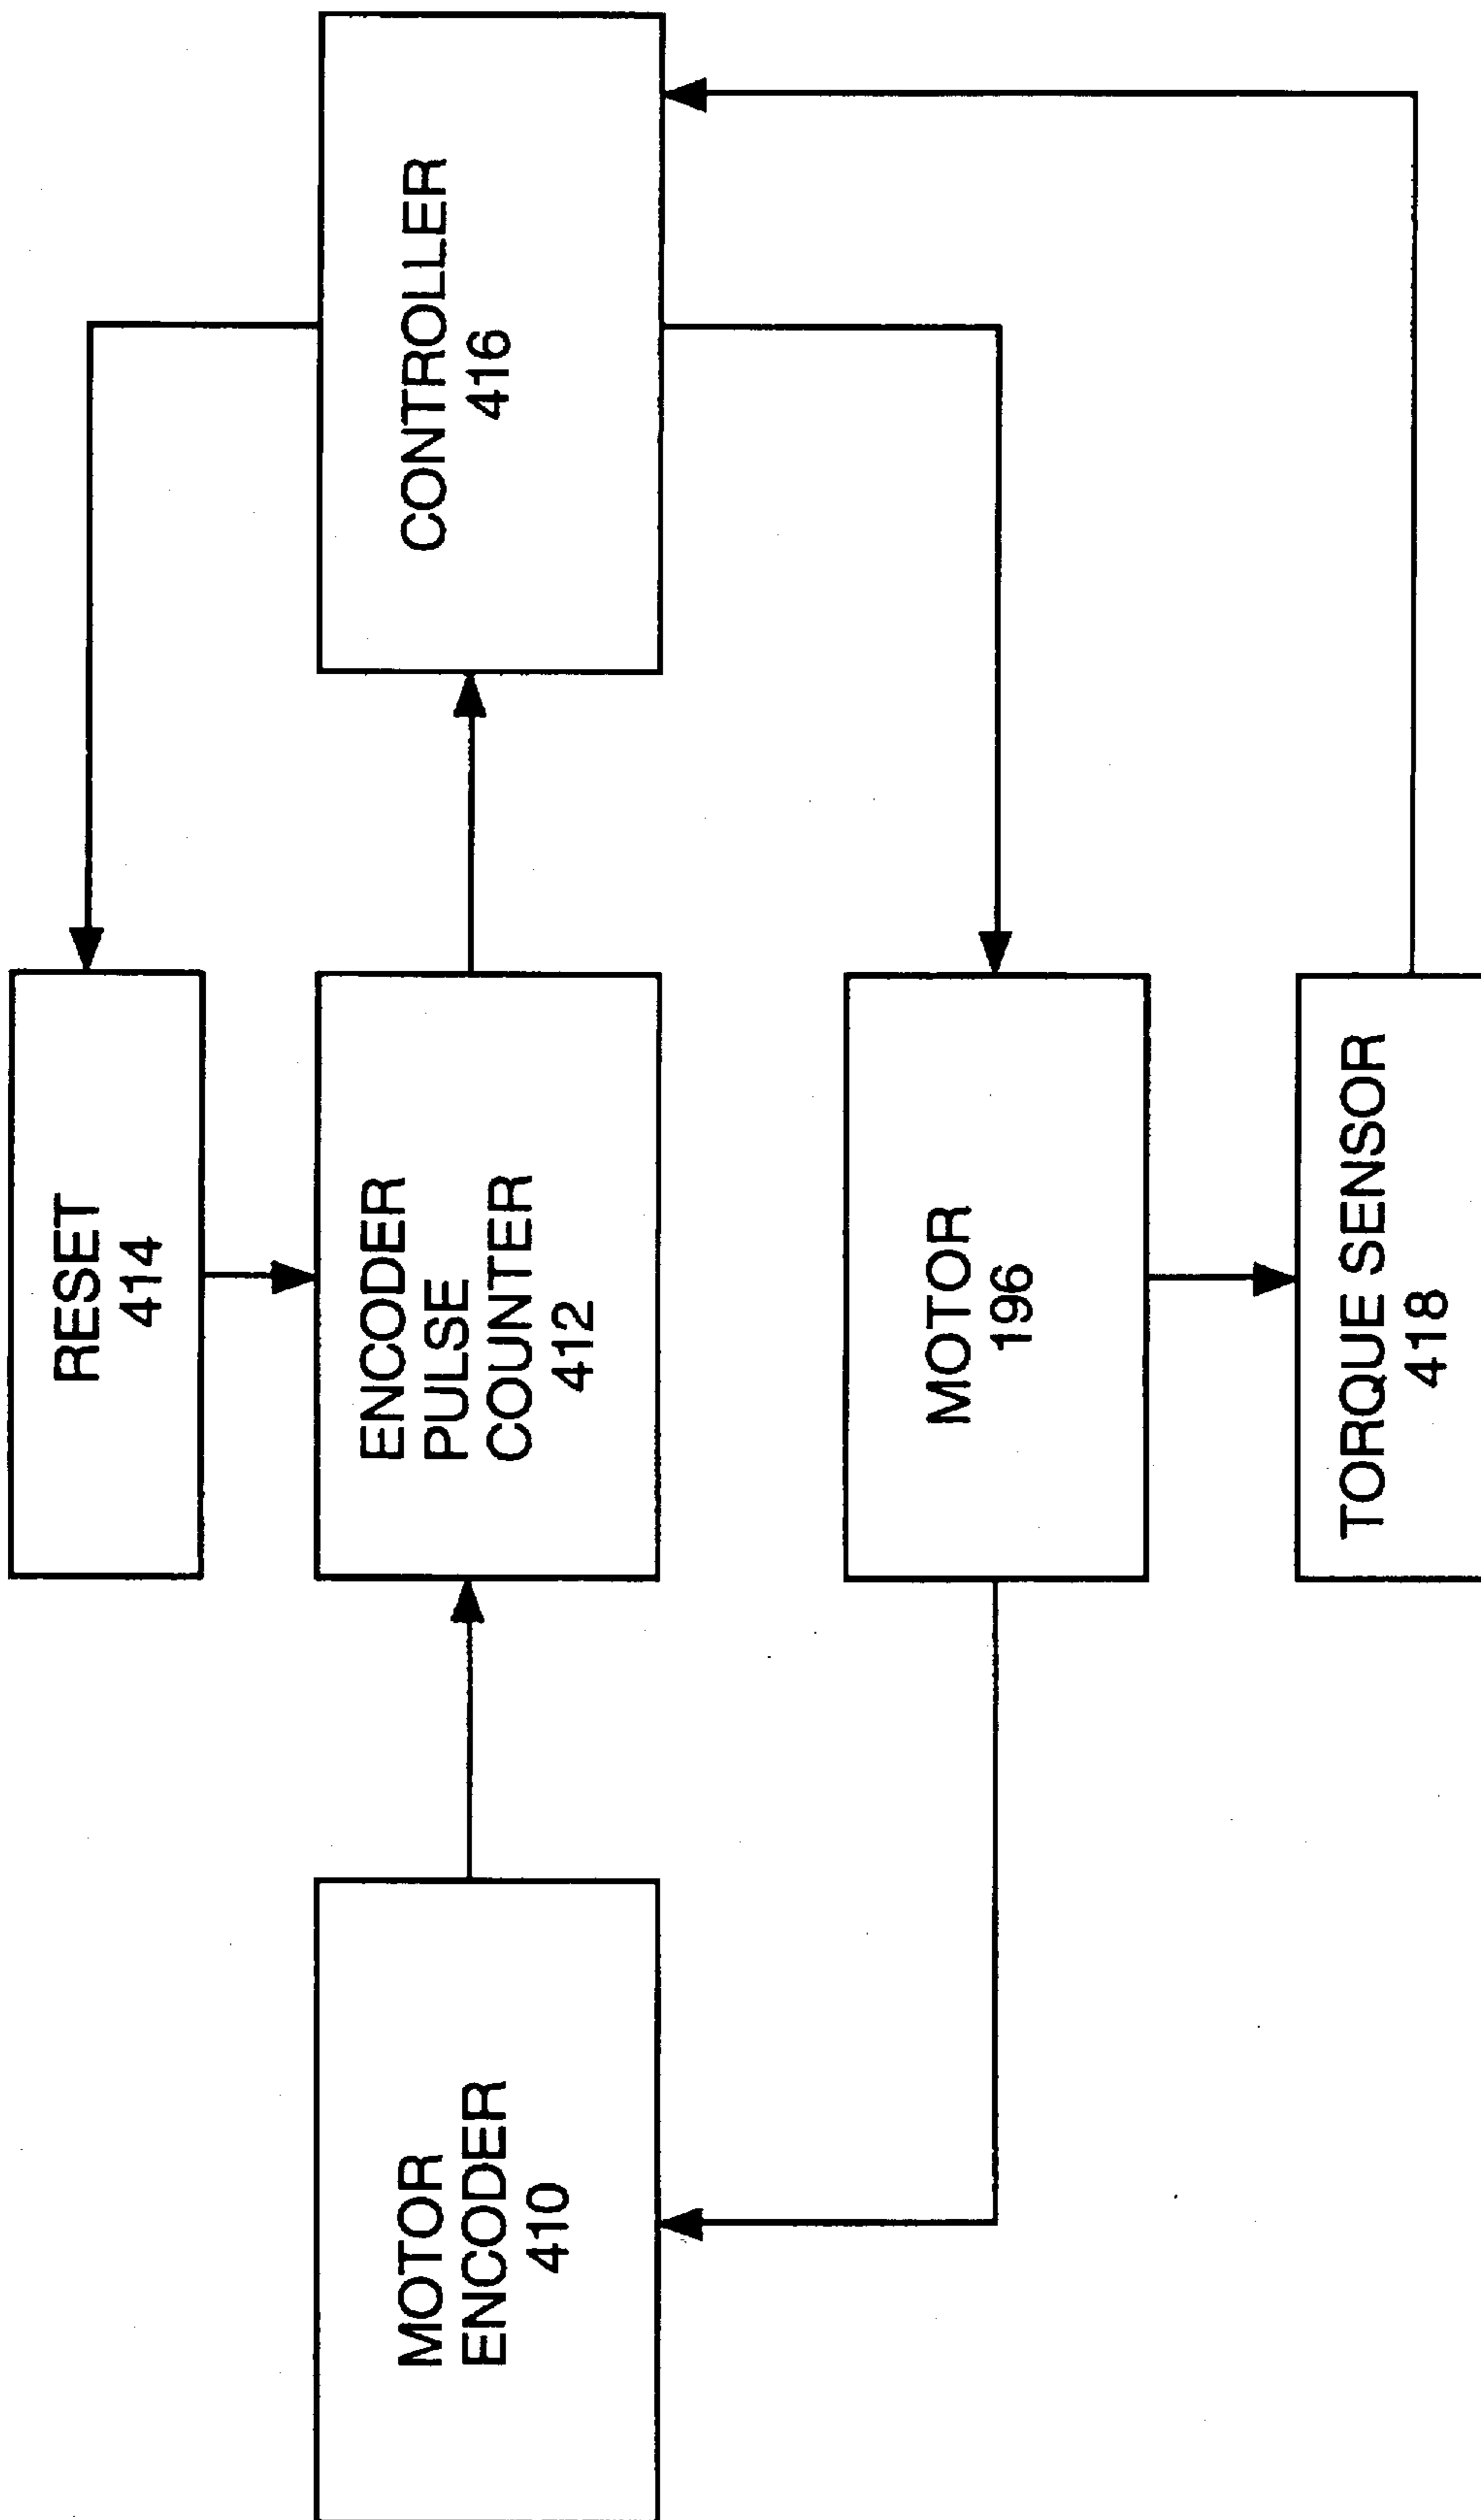 RESET
414
MOTOR
ENCODER
410
ENCODER
PULSE
COUNTER
412
CONTROLLER
416
MOTOR
196
TORQUE SENSOR
418